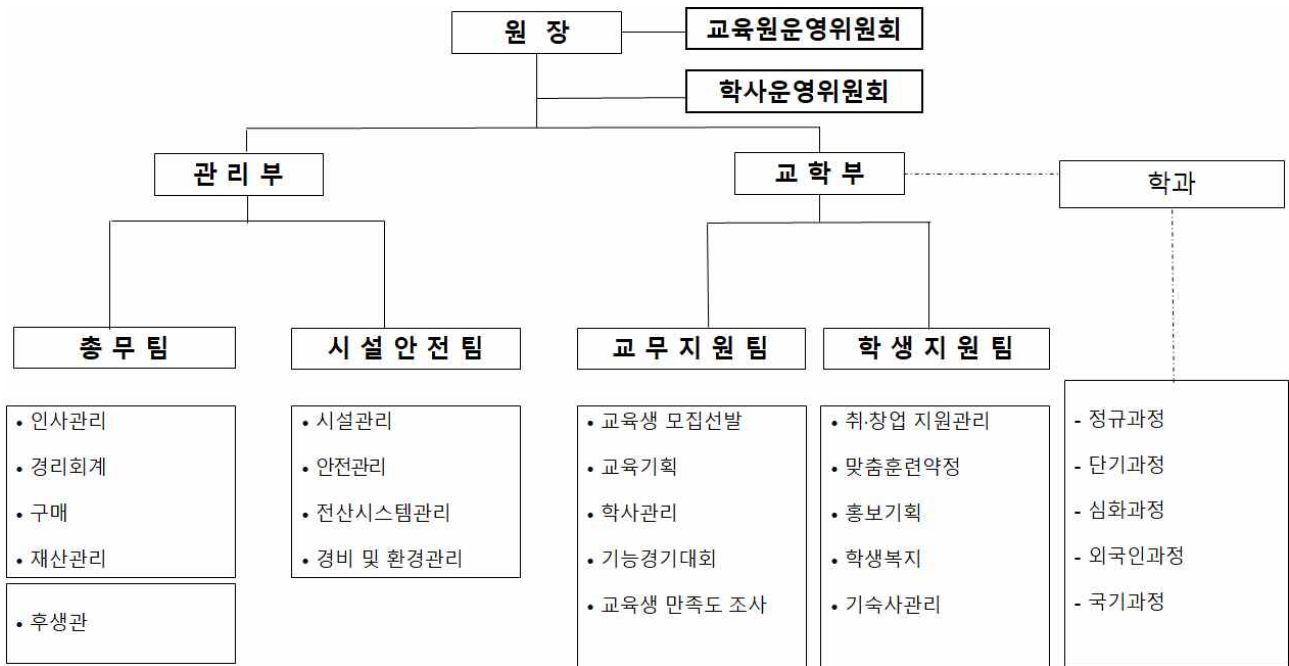 원 장
교육원운영위원회
학사운영위원회
관 리 부
교 학 부
학과
총 무 팀
시 설 안 전 팀
교 무 지 원 팀
학 생 지 원 팀
• 인사관리
• 경리회계
• 구매
• 재산관리
• 후생관
• 시설관리
• 안전관리
• 전산시스템관리
• 경비 및 환경관리
• 교육생 모집선발
• 교육기획
• 학사관리
• 기능경기대회
• 교육생 만족도 조사
• 취·창업 지원관리
• 맞춤훈련약정
• 홍보기획
• 학생복지
• 기숙사관리
- 정규과정
- 단기과정
- 심화과정
- 외국인과정
- 국기과정